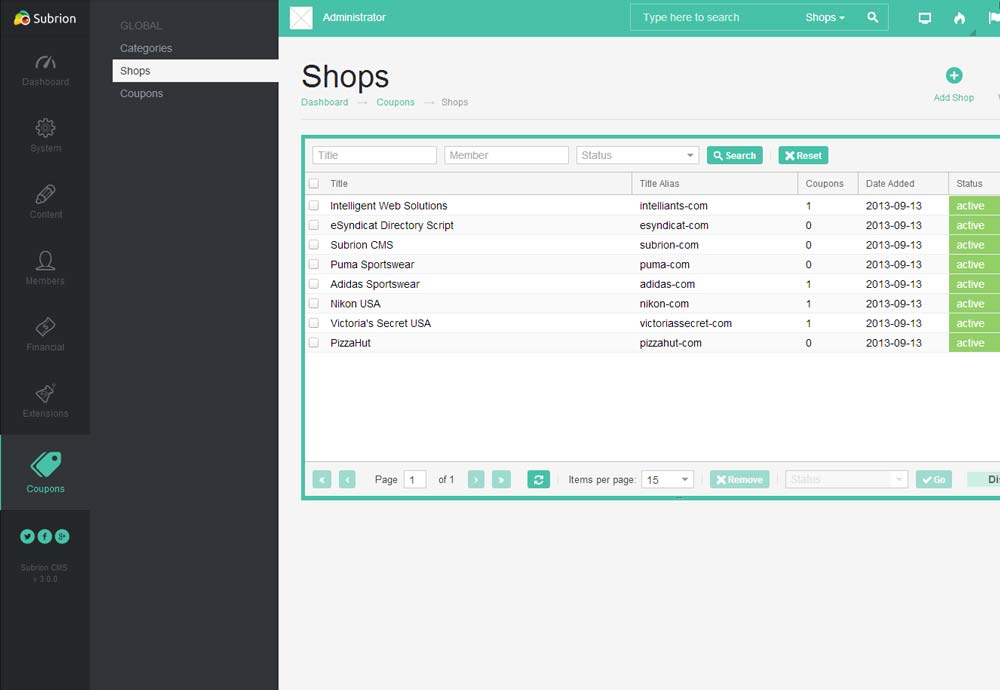 Subrion
Dashboard
System
Content
Members
Financial
Extensions
Coupons
Subrion CMS
v 3.0.0
GLOBAL
Categories
Shops
Coupons
Administrator
Type here to search Shops
Shops
Dashboard → Coupons → Shops
Add Shop
Title Member Status Search Reset
Title Title Alias Coupons Date Added Status
Intelligent Web Solutions intelliants-com 1 2013-09-13 active
eSyndicat Directory Script esyndicat-com 0 2013-09-13 active
Subrion CMS subrion-com 0 2013-09-13 active
Puma Sportswear puma-com 0 2013-09-13 active
Adidas Sportswear adidas-com 1 2013-09-13 active
Nikon USA nikon-com 1 2013-09-13 active
Victoria's Secret USA victoriassecret-com 1 2013-09-13 active
PizzaHut pizzahut-com 0 2013-09-13 active
« ‹ Page 1 of 1 › » Items per page: 15 Remove Status Go